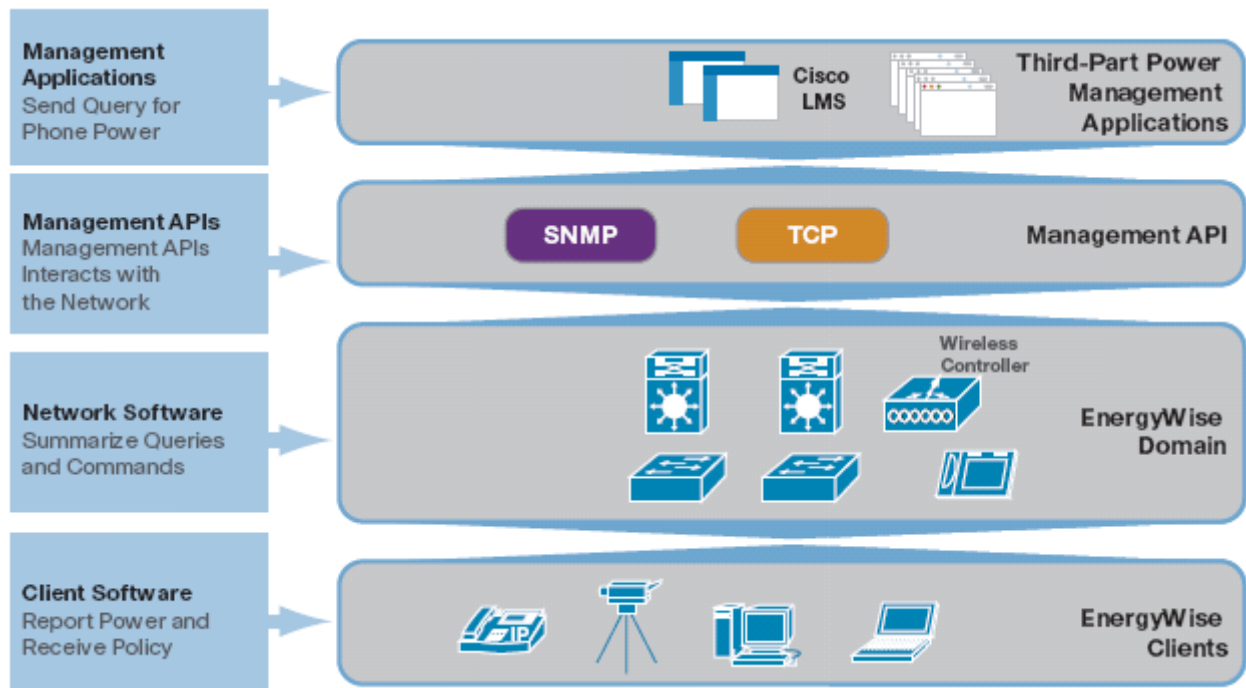 Management
Applications
Send Query for
Phone Power
Cisco
LMS
Third-Part Power
Management
Applications
Management APIs
Management APIs
Interacts with
the Network
SNMP
TCP
Management API
Network Software
Summarize Queries
and Commands
Wireless
Controller
EnergyWise
Domain
Client Software
Report Power and
Receive Policy
IP
EnergyWise
Clients